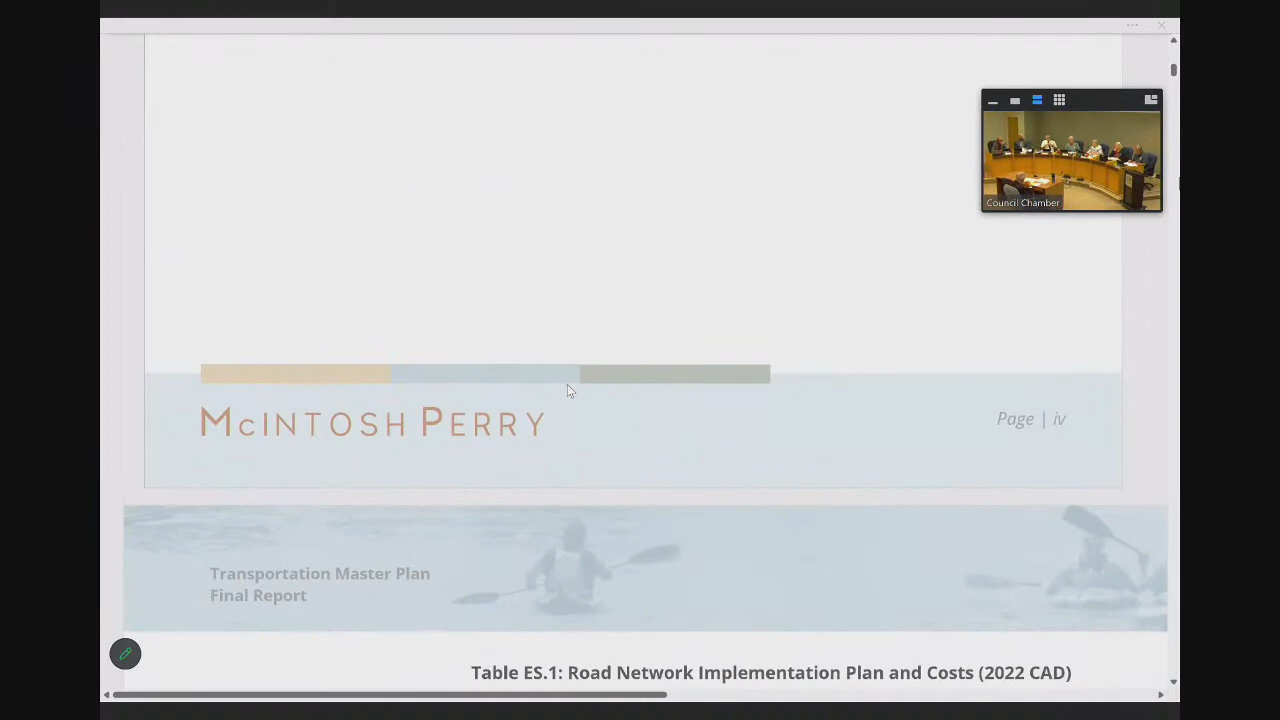 Council Chamber
McINTOSH PERRY
Page | iv
Transportation Master Plan
Final Report
Table ES.1: Road Network Implementation Plan and Costs (2022 CAD)